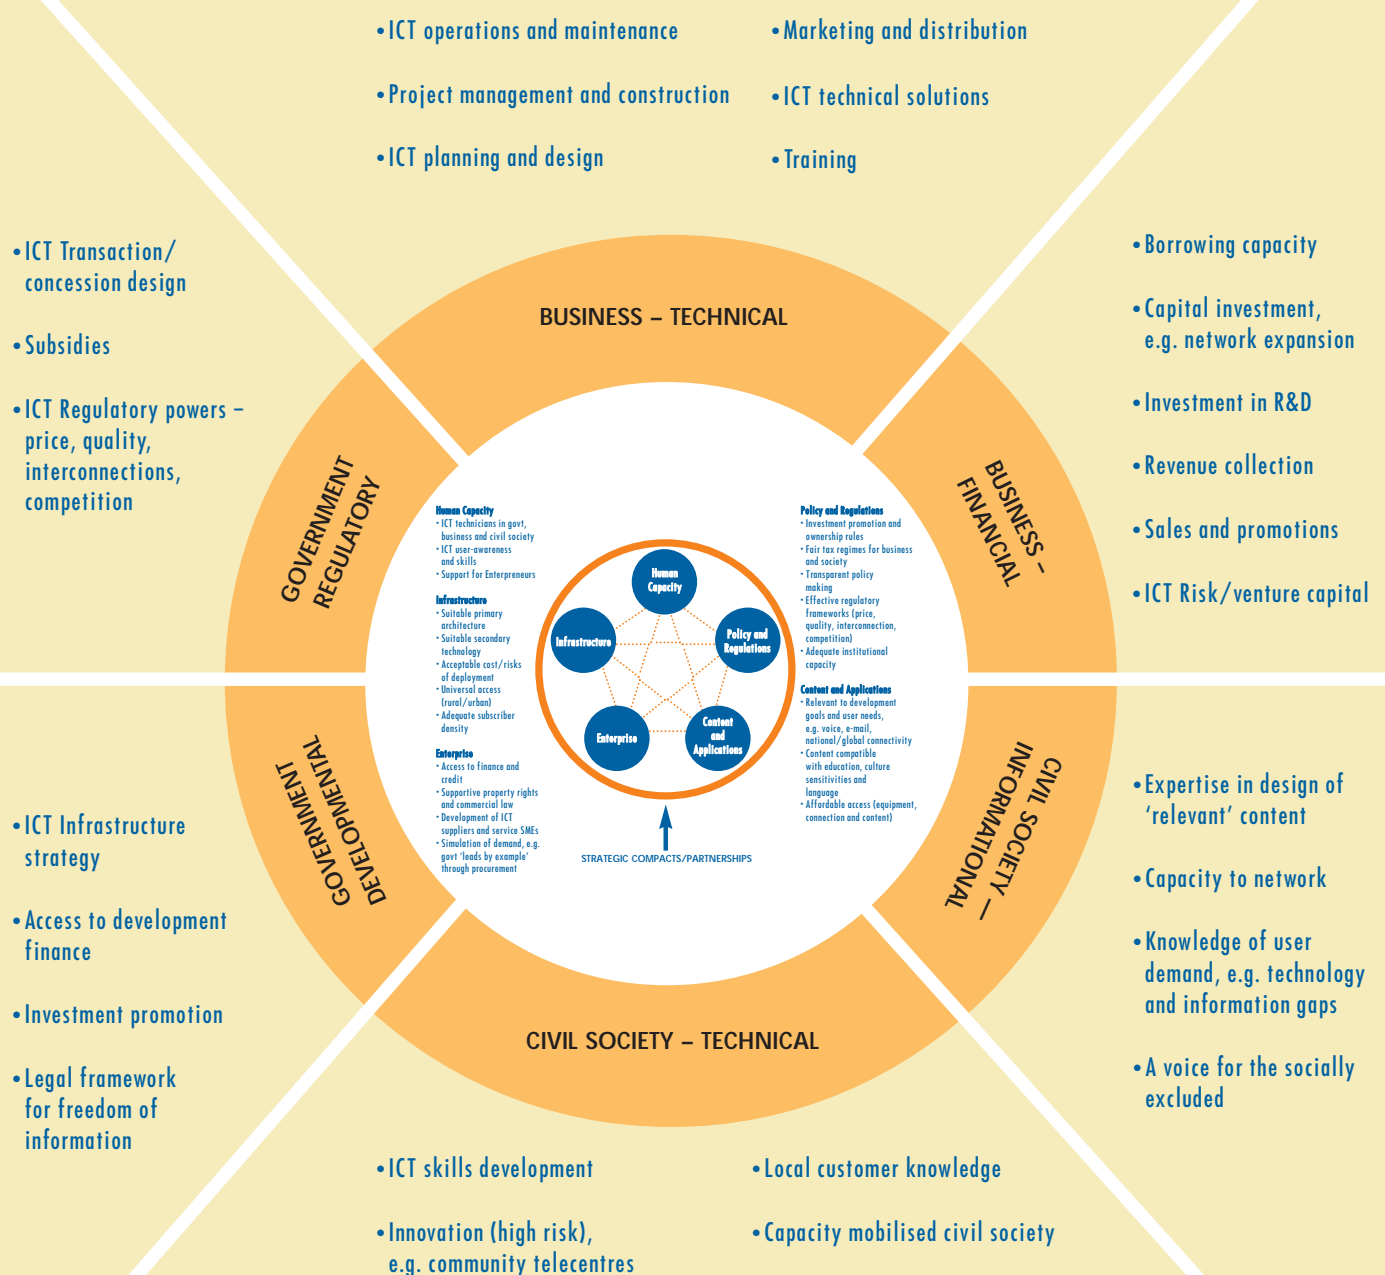 • ICT operations and maintenance
• Project management and construction
• ICT planning and design
• Marketing and distribution
• ICT technical solutions
• Training
• ICT Transaction/
concession design
• Subsidies
• ICT Regulatory powers –
price, quality,
interconnections,
competition
• Borrowing capacity
• Capital investment,
e.g. network expansion
• Investment in R&D
• Revenue collection
• Sales and promotions
• ICT Risk/venture capital
BUSINESS – TECHNICAL
GOVERNMENT
REGULATORY
BUSINESS –
FINANCIAL
Human Capacity
• ICT technicians in govt,
business and civil society
• ICT user-awareness
and skills
• Support for Enterpreneurs
Infrastructure
• Suitable primary
architecture
• Suitable secondary
technology
• Acceptable cost/risks
of deployment
• Universal access
(rural/urban)
• Adequate subscriber
density
Enterprise
• Access to finance and
credit
• Supportive property rights
and commercial law
• Development of ICT
suppliers and service SMEs
• Simulation of demand, e.g.
govt ‘leads by example’
through procurement
Human
Capacity
Infrastructure
Policy and
Regulations
Enterprise
Content
and
Applications
STRATEGIC COMPACTS/PARTNERSHIPS
Policy and Regulations
• Investment promotion and
ownership rules
• Fair tax regimes for business
and society
• Transparent policy
making
• Effective regulatory
frameworks (price,
quality, interconnection,
competition)
• Adequate institutional
capacity
Content and Applications
• Relevant to development
goals and user needs,
e.g. voice, e-mail,
national/global connectivity
• Content compatible
with education, culture
sensitivities and
language
• Affordable access (equipment,
connection and content)
GOVERNMENT
DEVELOPMENTAL
CIVIL SOCIETY —
INFORMATIONAL
CIVIL SOCIETY – TECHNICAL
• ICT Infrastructure
strategy
• Access to development
finance
• Investment promotion
• Legal framework
for freedom of
information
• Expertise in design of
‘relevant’ content
• Capacity to network
• Knowledge of user
demand, e.g. technology
and information gaps
• A voice for the socially
excluded
• ICT skills development
• Innovation (high risk),
e.g. community telecentres
• Local customer knowledge
• Capacity mobilised civil society